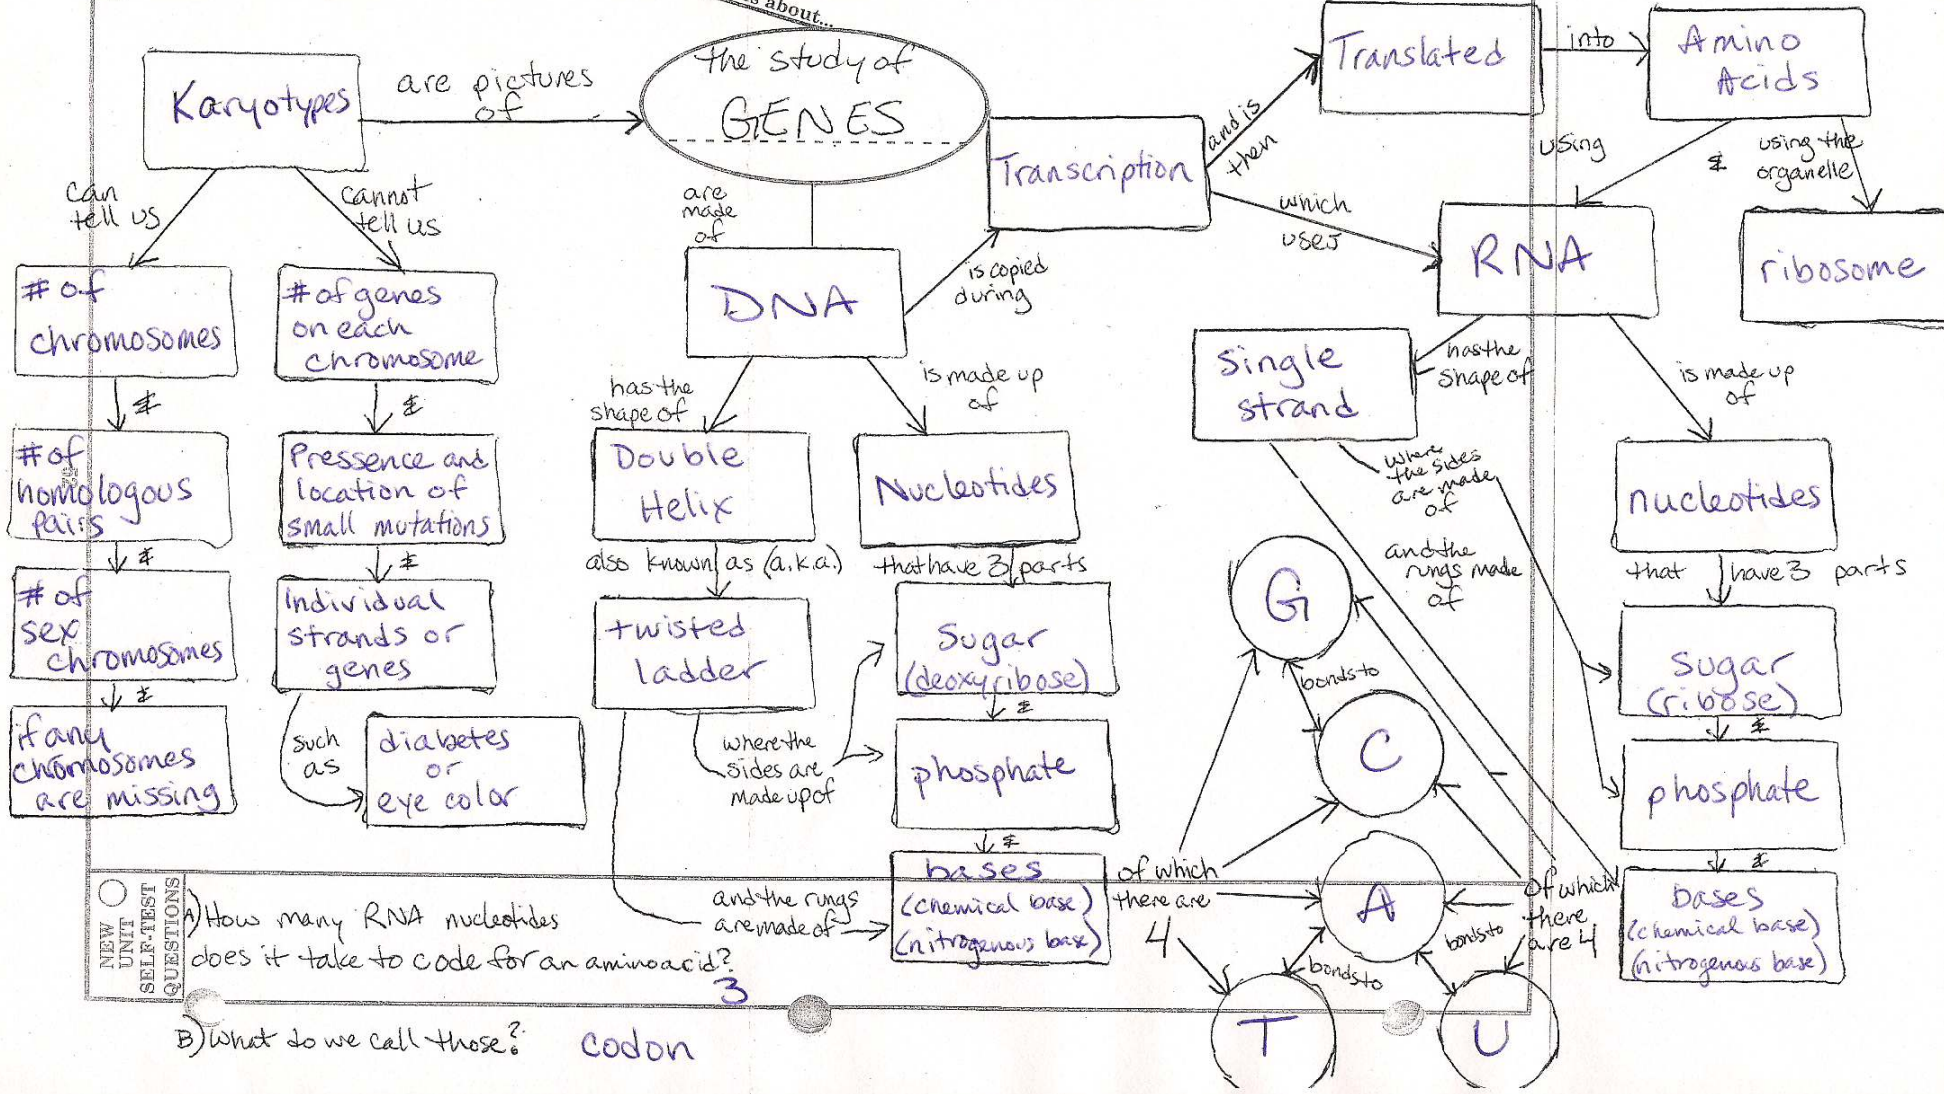 is about...
the study of
GENES
Karyotypes
are pictures
of
can
tell us
cannot
tell us
# of
chromosomes
&
# of
homologous
pairs
&
# of
sex
chromosomes
&
if any
chromosomes
are missing
# of genes
on each
chromosome
&
Pressence and
location of
small mutations
&
Individual
strands or
genes
such
as
diabetes
or
eye color
are
made
of
DNA
is copied
during
Transcription
and is
then
Translated
into
Amino
Acids
using
&
using the
organelle
ribosome
which
uses
RNA
has the
shape of
Double
Helix
also known as (a.k.a.)
twisted
ladder
where the
sides are
made up of
and the rungs
are made of
is made up
of
Nucleotides
that have 3 parts
Sugar
(deoxyribose)
&
phosphate
&
bases
(chemical base)
(nitrogenous base)
of which
there are
4
has the
shape of
Single
strand
where
the sides
are made
of
and the
rungs made
of
is made up
of
nucleotides
that have 3 parts
Sugar
(ribose)
&
phosphate
&
bases
(chemical base)
(nitrogenous base)
of which
there
are 4
G
bonds to
C
A
bonds to
bonds to
T
U
NEW
UNIT
SELF-TEST
QUESTIONS
A) How many RNA nucleotides
does it take to code for an amino acid?
3
B) What do we call those?
codon